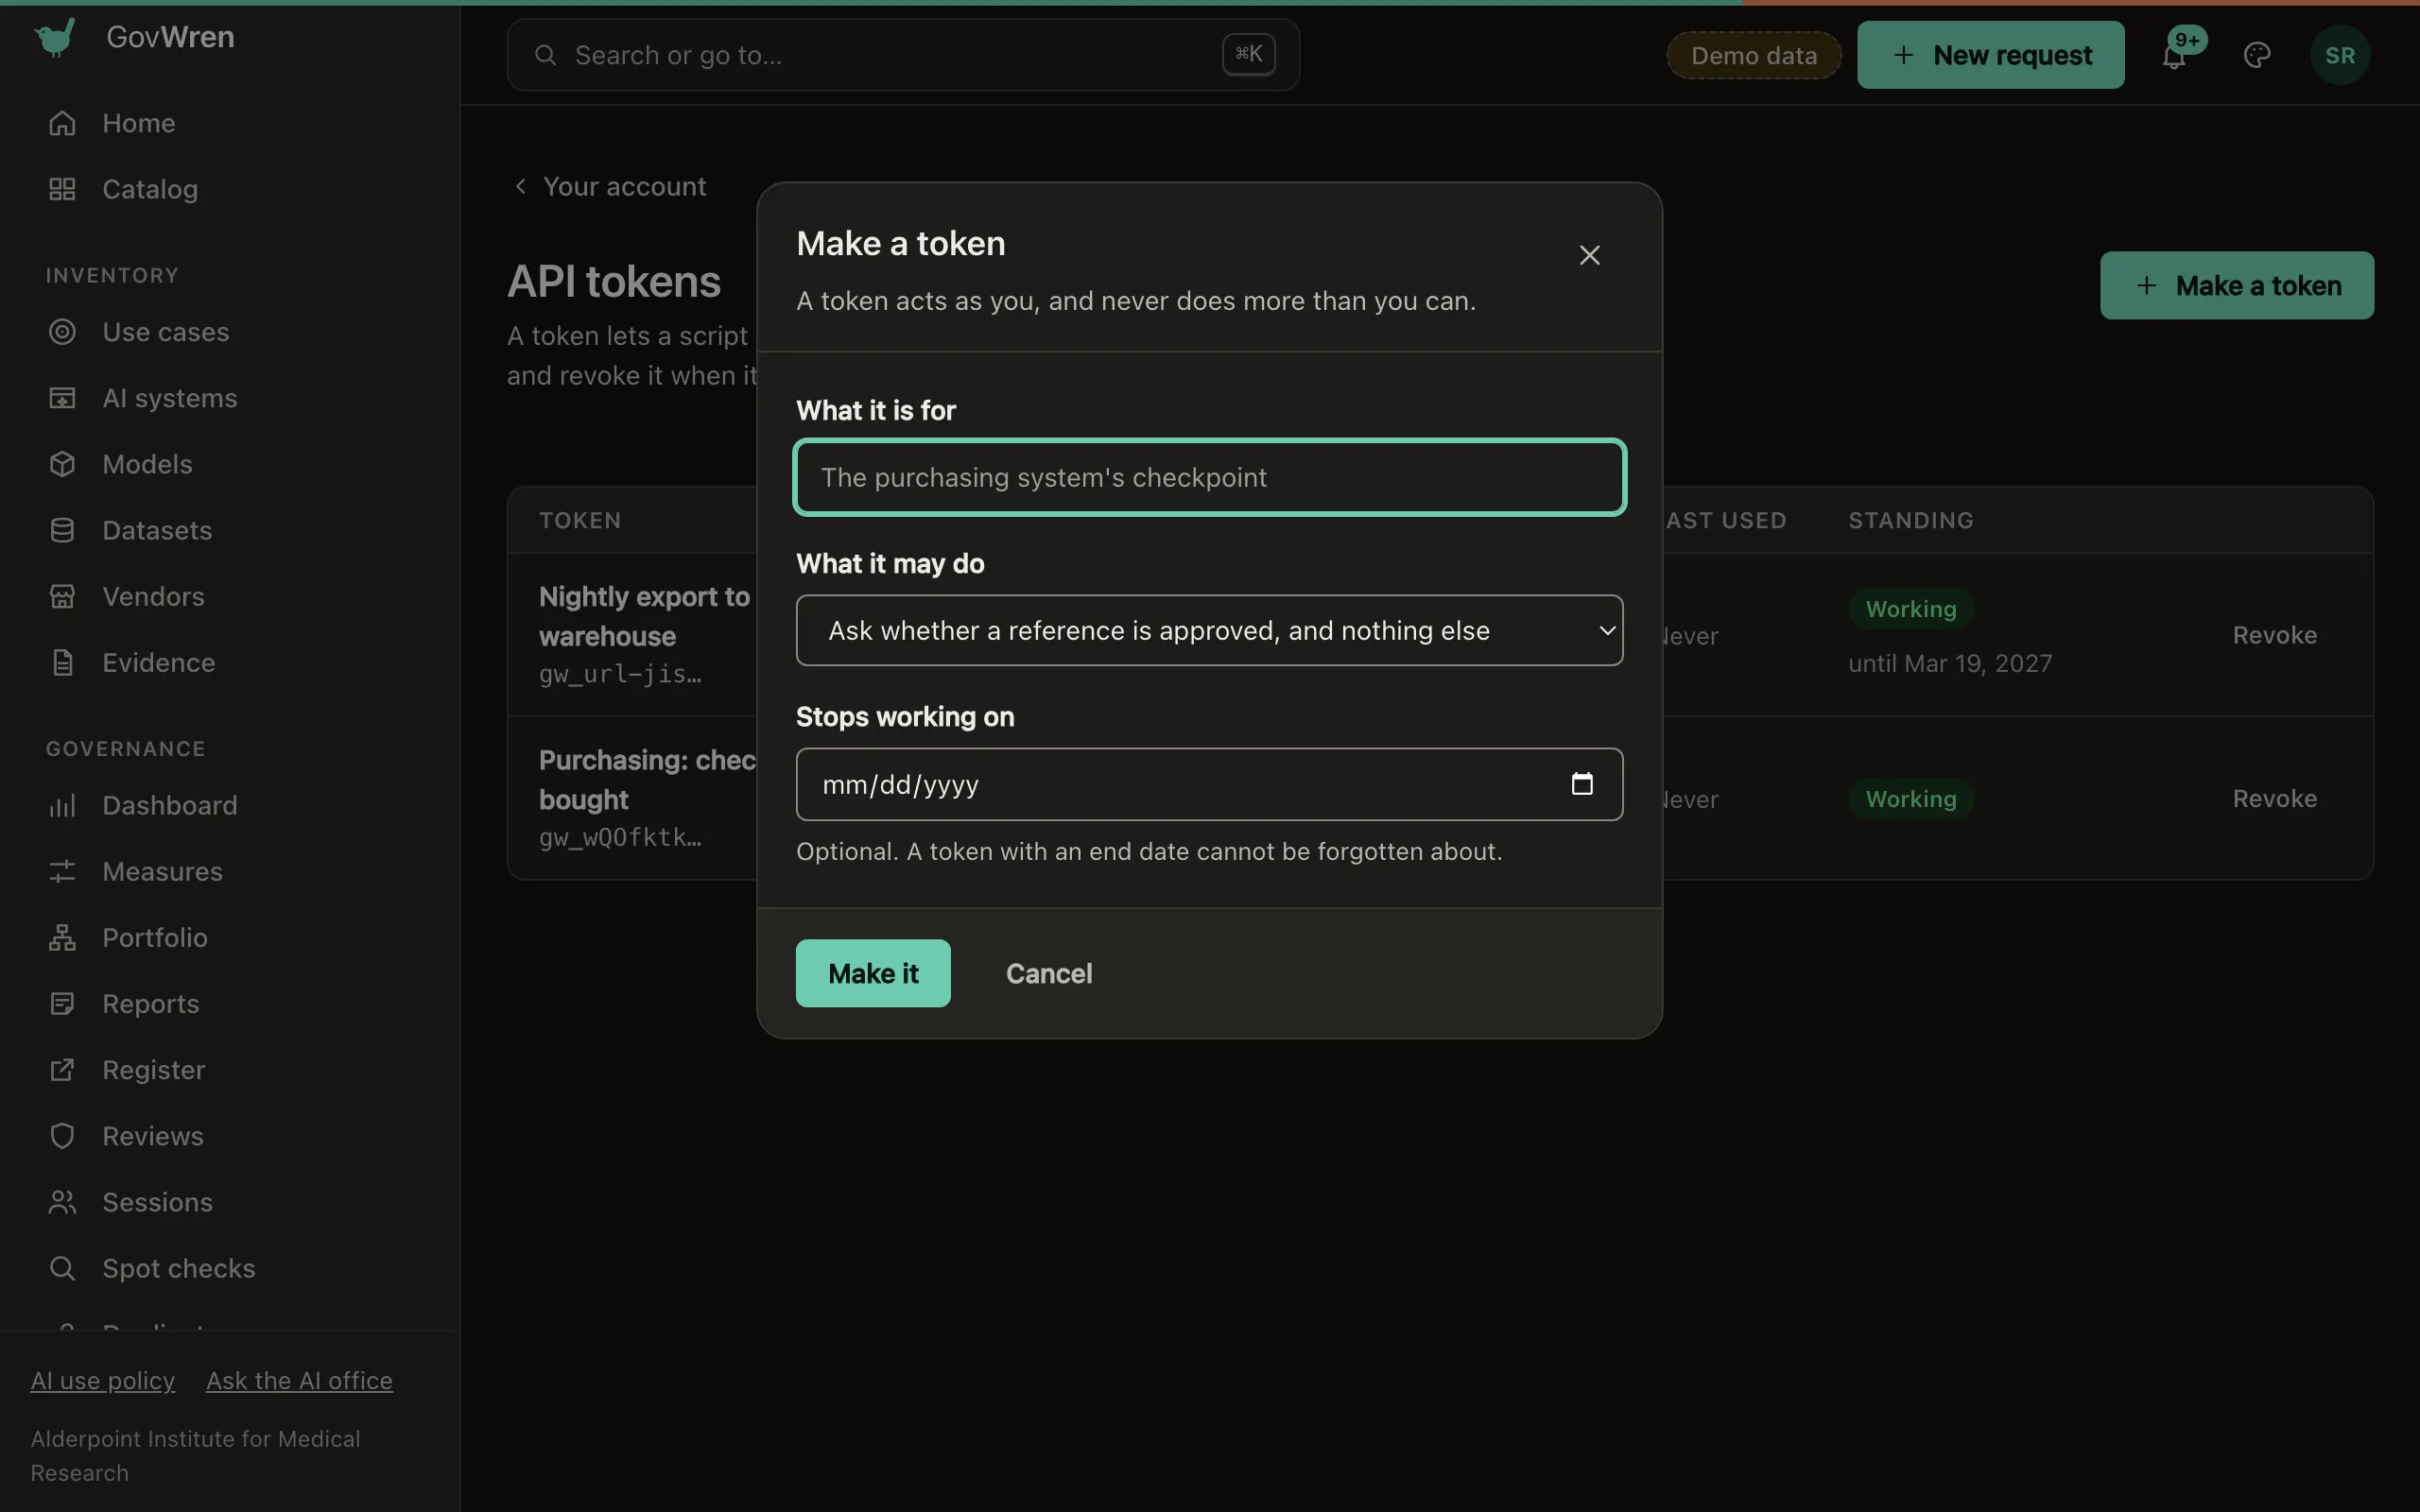 GovWren
Search or go to...
⌘K
Demo data
+ New request
9+
SR
Home
Catalog
INVENTORY
Use cases
AI systems
Models
Datasets
Vendors
Evidence
GOVERNANCE
Dashboard
Measures
Portfolio
Reports
Register
Reviews
Sessions
Spot checks
AI use policy
Ask the AI office
Alderpoint Institute for Medical
Research
Your account
API tokens
A token lets a script
and revoke it when it
+ Make a token
TOKEN
AST USED
STANDING
Nightly export to
warehouse
gw_url-jis…
Never
Working
until Mar 19, 2027
Revoke
Purchasing: chec
bought
gw_wQOfktk…
Never
Working
Revoke
Make a token
A token acts as you, and never does more than you can.
What it is for
The purchasing system's checkpoint
What it may do
Ask whether a reference is approved, and nothing else
Stops working on
mm/dd/yyyy
Optional. A token with an end date cannot be forgotten about.
Make it
Cancel